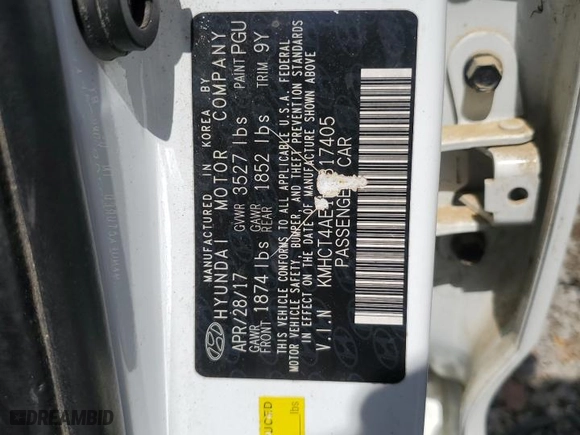 MANUFACTURED IN KOREA BY
HYUNDAI MOTOR COMPANY
APR/28/17 GVWR 3527 lbs PAINT PGU
GAWR FRONT 1874 lbs GAWR REAR 1852 lbs TRIM 9Y
THIS VEHICLE CONFORMS TO ALL APPLICABLE U.S.A. FEDERAL
MOTOR VEHICLE SAFETY, BUMPER, AND THEFT PREVENTION STANDARDS
IN EFFECT ON THE DATE OF MANUFACTURE SHOWN ABOVE
V.I.N KMHCT4AE 317405
PASSENGER CAR
lbs
DREAMBID